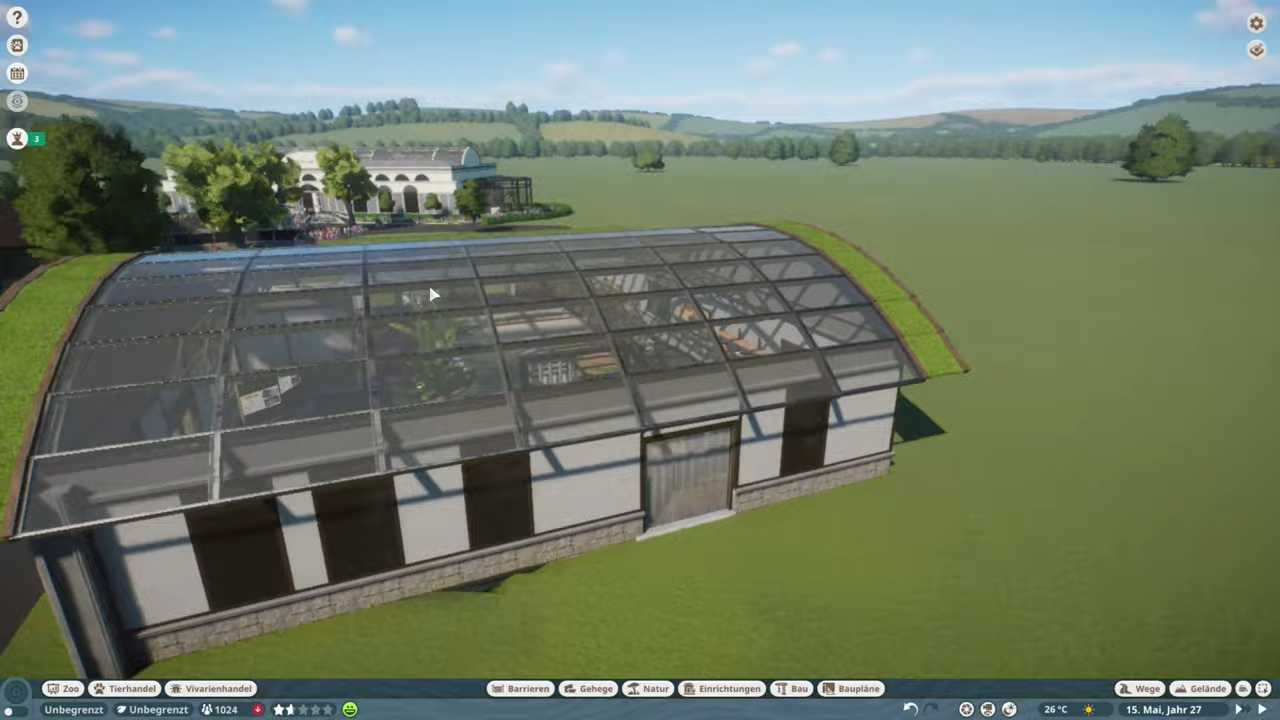 ?
3
Zoo
Tierhandel
Vivarienhandel
Barrieren
Gehege
Natur
Einrichtungen
Bau
Baupläne
Wege
Gelände
Unbegrenzt
Unbegrenzt
1024
26 °C
15. Mai, Jahr 27